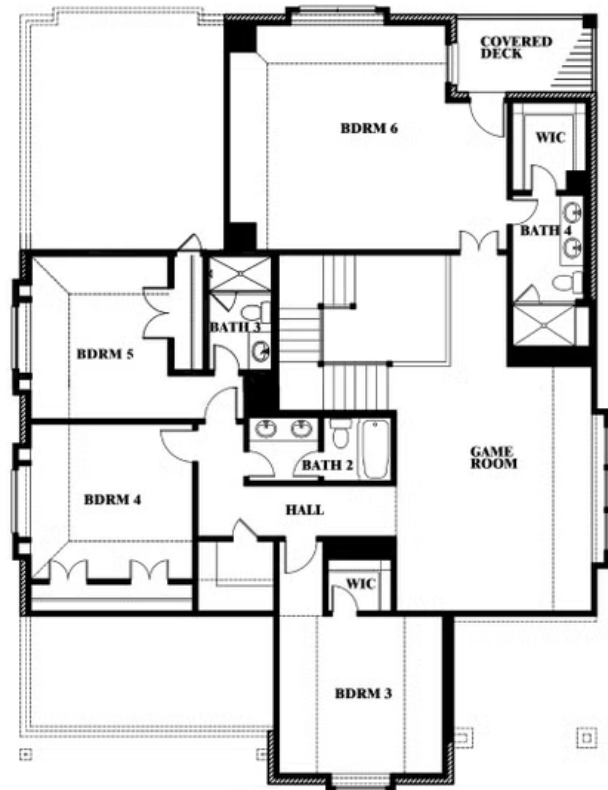 COVERED
DECK
BDRM 6
WIC
BATH 4
BATH 3
BDRM 5
GAME
ROOM
BATH 2
BDRM 4
HALL
WIC
BDRM 3